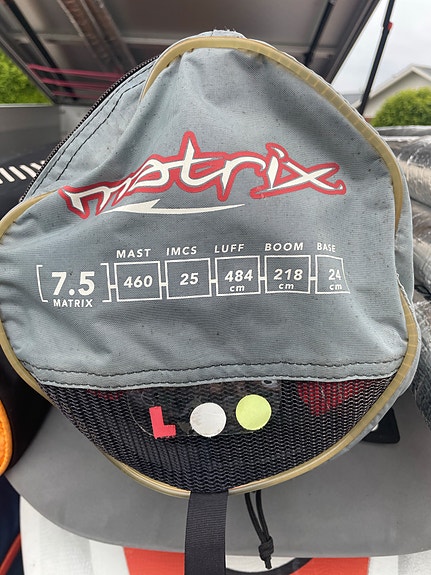 matrix
MAST IMCS LUFF BOOM BASE
7.5 460 25 484 218 24
MATRIX cm cm cm
L